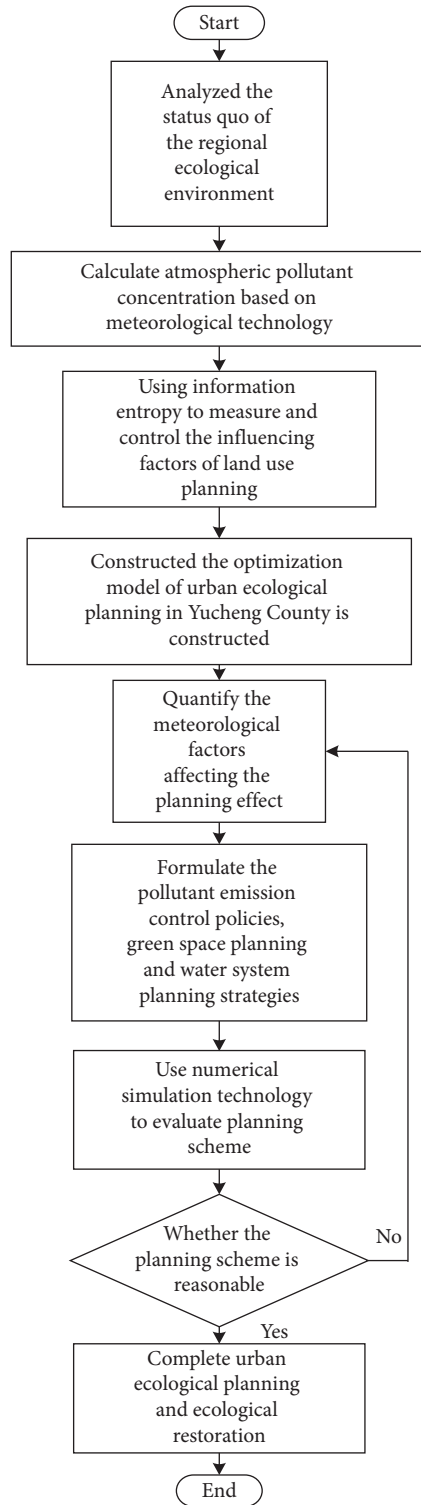 Start
Analyzed the
status quo of
the regional
ecological
environment
Calculate atmospheric pollutant
concentration based on
meteorological technology
Using information
entropy to measure and
control the influencing
factors of land use
planning
Constructed the optimization
model of urban ecological
planning in Yucheng County is
constructed
Quantify the
meteorological
factors
affecting the
planning effect
Formulate the
pollutant emission
control policies,
green space planning
and water system
planning strategies
Use numerical
simulation technology
to evaluate planning
scheme
Whether the
planning scheme is
reasonable
No
Yes
Complete urban
ecological planning
and ecological
restoration
End